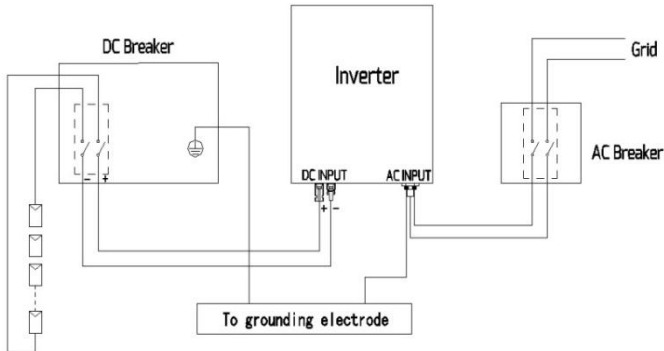 DC Breaker
Inverter
Grid
AC Breaker
DC INPUT
AC INPUT
- +
+ -
To grounding electrode